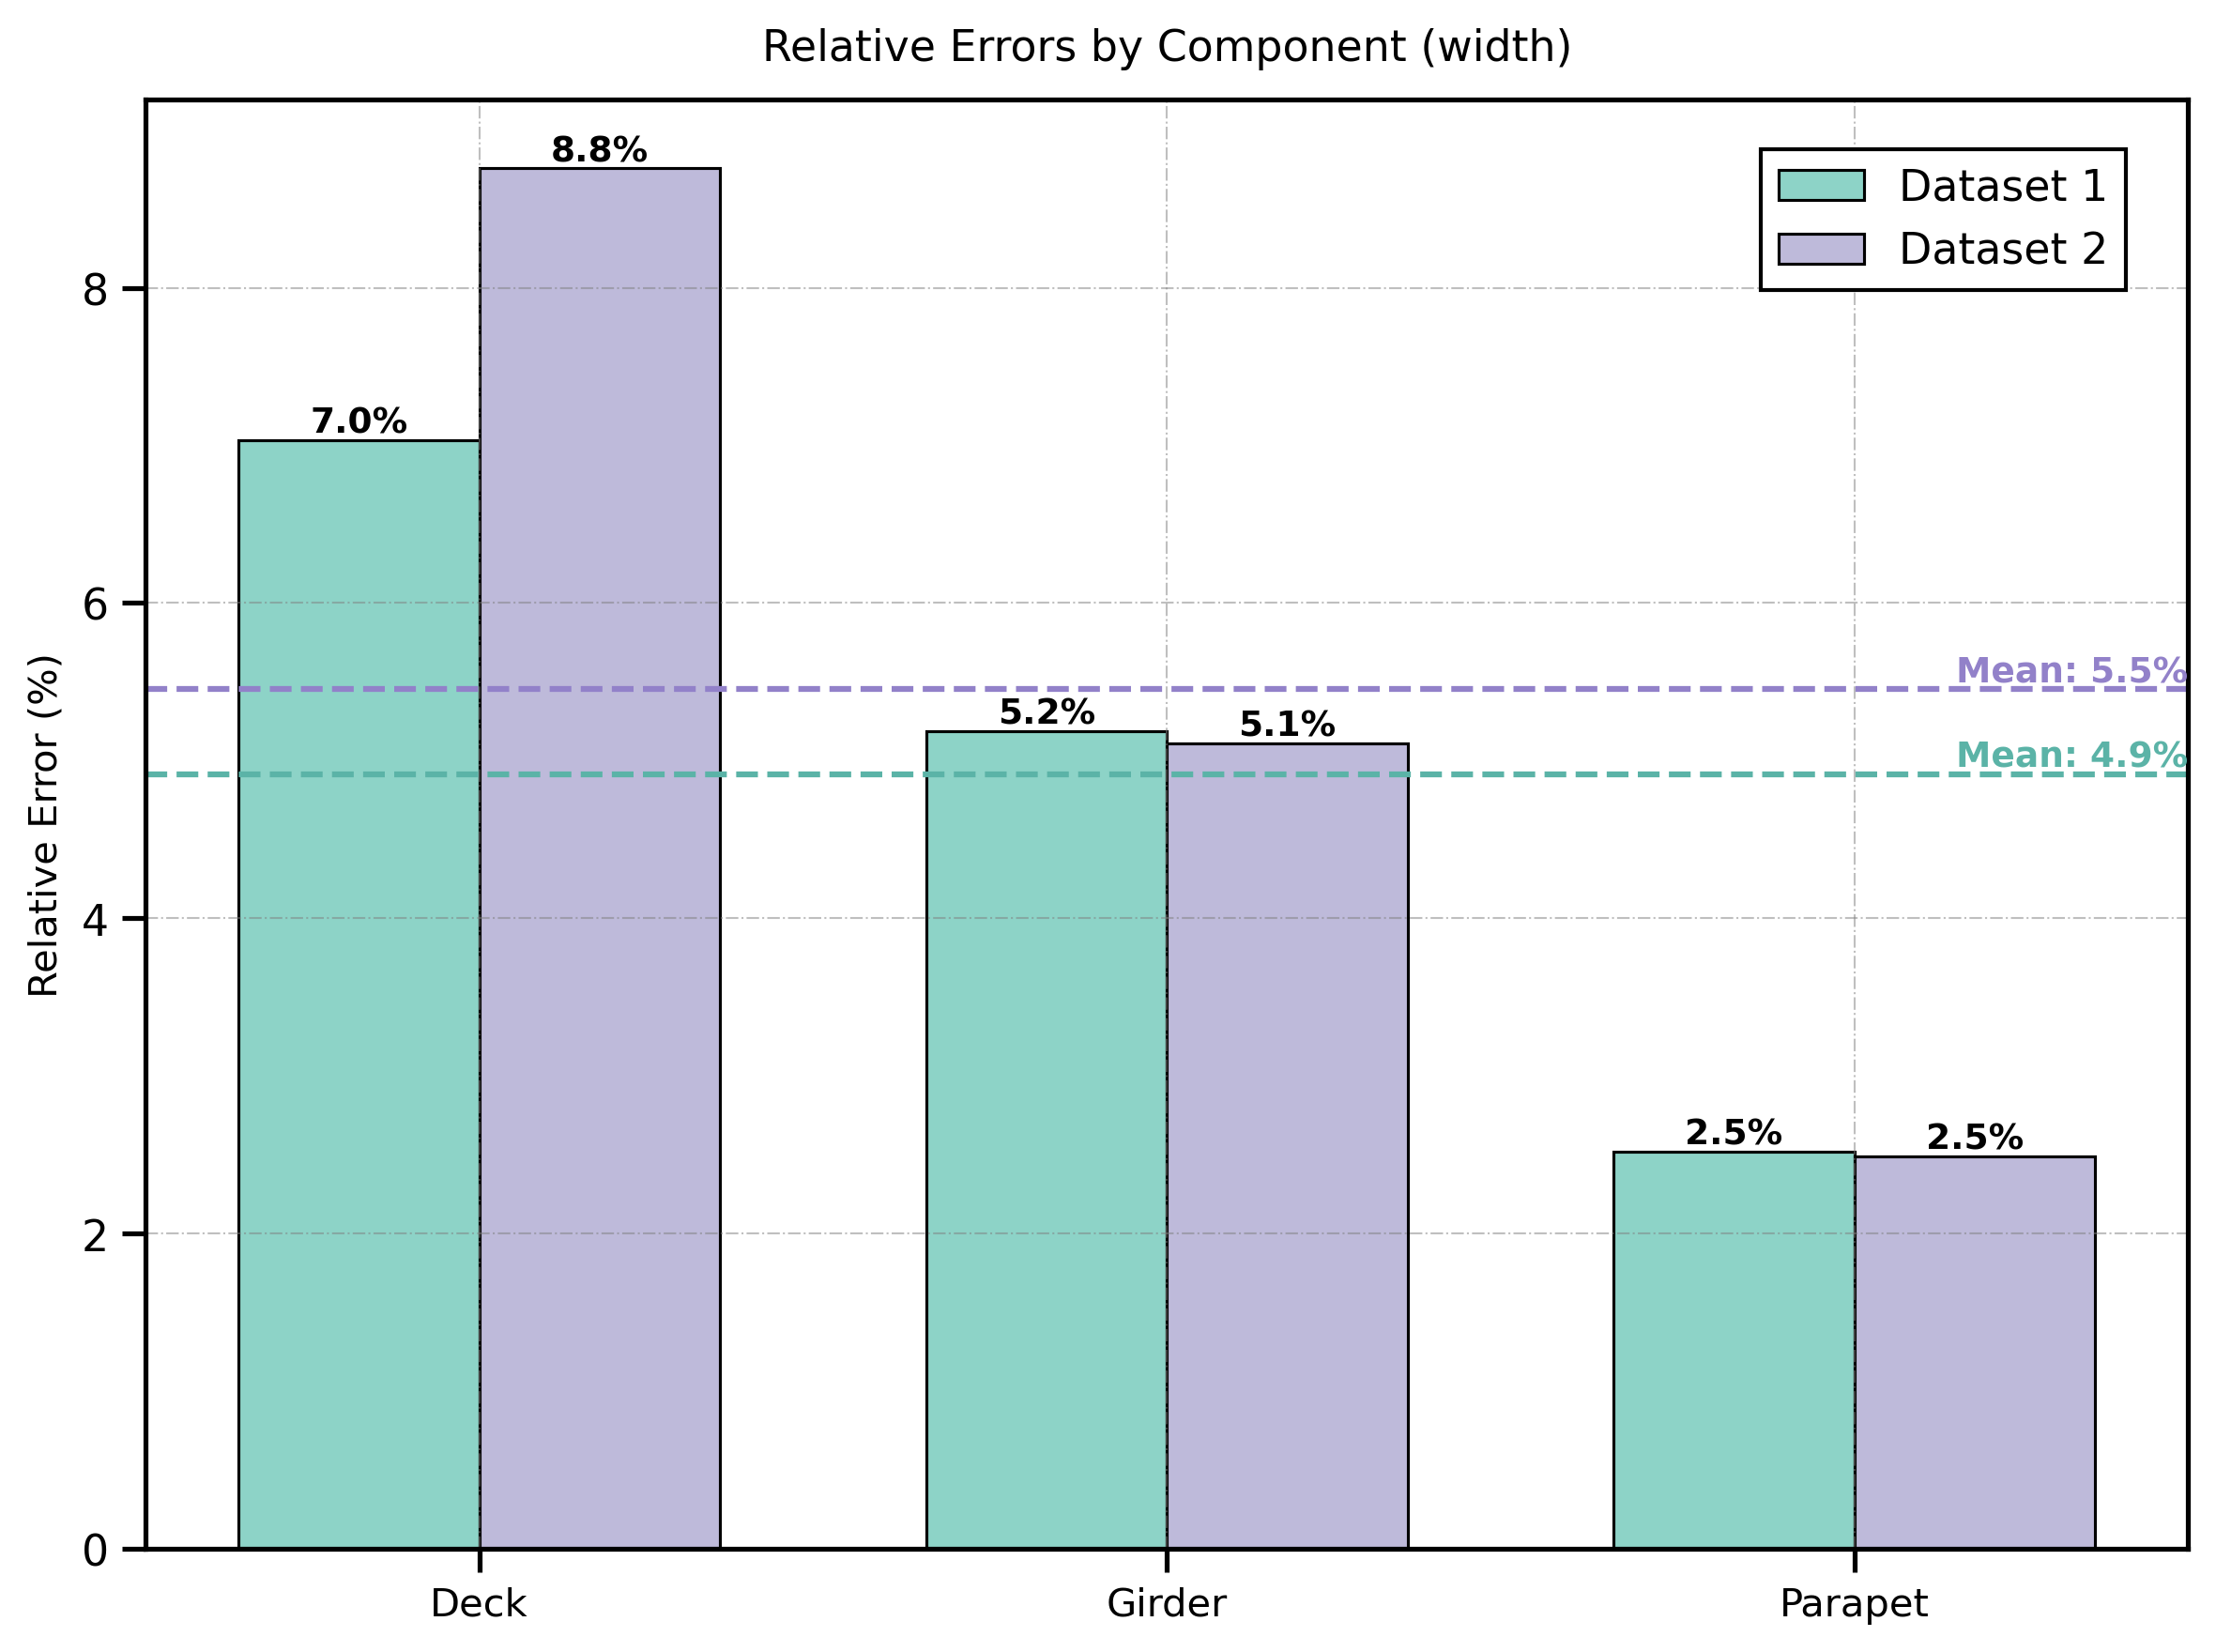 Relative Errors by Component (width)
Relative Error (%)
8
6
4
2
0
7.0%
8.8%
5.2%
5.1%
2.5%
2.5%
Mean: 5.5%
Mean: 4.9%
Dataset 1
Dataset 2
Deck
Girder
Parapet